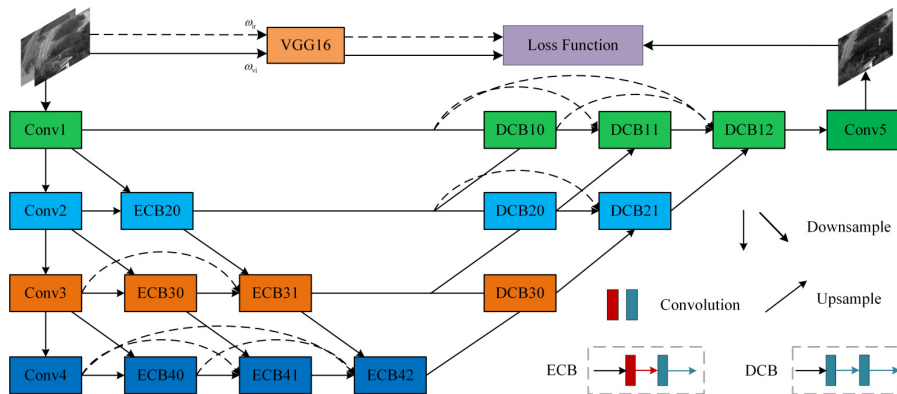 ω_ir
VGG16
Loss Function
ω_vi
Conv1
DCB10
DCB11
DCB12
Conv5
Conv2
ECB20
DCB20
DCB21
Downsample
Conv3
ECB30
ECB31
DCB30
Convolution
Upsample
Conv4
ECB40
ECB41
ECB42
ECB
DCB